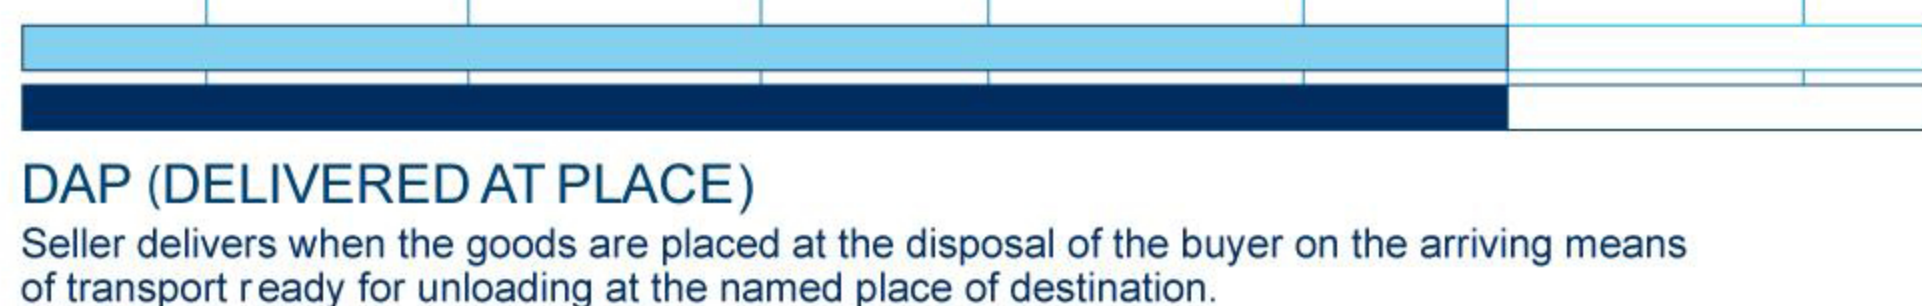 DAP (DELIVERED AT PLACE)
Seller delivers when the goods are placed at the disposal of the buyer on the arriving means
of transport ready for unloading at the named place of destination.